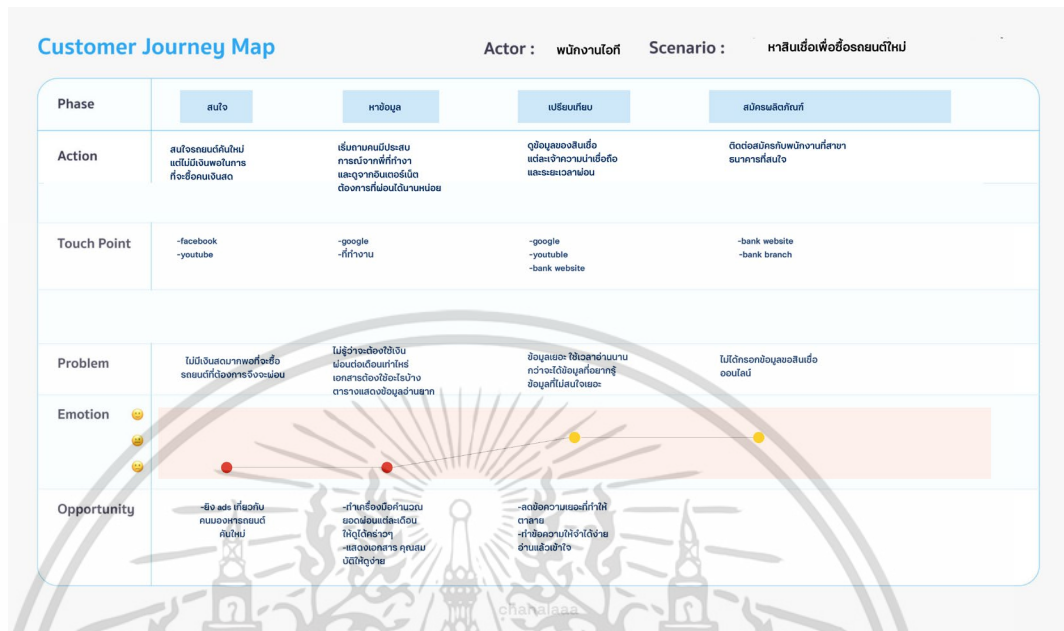 Customer Journey Map
Actor : พนักงานไอที
Scenario : หาสินเชื่อเพื่อซื้อรถยนต์ใหม่
Phase
สนใจ
หาข้อมูล
เปรียบเทียบ
สมัครผลิตภัณฑ์
Action
สนใจรถยนต์คันใหม่
แต่ไม่มีเงินพอในการ
ที่จะซื้อคนเงินสด
เริ่มถามคนมีประสบ
การณ์จากพี่ที่ทำงา
และดูจากอินเตอร์เน็ต
ต้องการที่ผ่อนได้นานหน่อย
ดูข้อมูลของสินเชื่อ
แต่ละเจ้าความน่าเชื่อถือ
และระยะเวลาผ่อน
ติดต่อสมัครกับพนักงานที่สาขา
ธนาคารที่สนใจ
Touch Point
-facebook
-youtube
-google
-ที่ทำงาน
-google
-youtuble
-bank website
-bank website
-bank branch
Problem
ไม่มีเงินสดมากพอที่จะซื้อ
รถยนต์ที่ต้องการจึงจะผ่อน
ไม่รู้ว่าจะต้องใช้เงิน
ผ่อนต่อเดือนเท่าไหร่
เอกสารต้องใช้อะไรบ้าง
ตารางแสดงข้อมูลอ่านยาก
ข้อมูลเยอะ ใช้เวลาอ่านนาน
กว่าจะได้ข้อมูลที่อยากรู้
ข้อมูลที่ไม่สนใจเยอะ
ไม่ได้กรอกข้อมูลขอสินเชื่อ
ออนไลน์
Emotion
Opportunity
-ยิง ads เกี่ยวกับ
คนมองหารถยนต์
คันใหม่
-ทำเครื่องมือคำนวณ
ยอดผ่อนแต่ละเดือน
ให้ดูได้คร่าวๆ
-แสดงเอกสาร คุณสม
บัติให้ดูง่าย
-ลดข้อความเยอะที่ทำให้
ตาลาย
-ทำข้อความให้จำได้ง่าย
อ่านแล้วเข้าใจ
chanalaaa